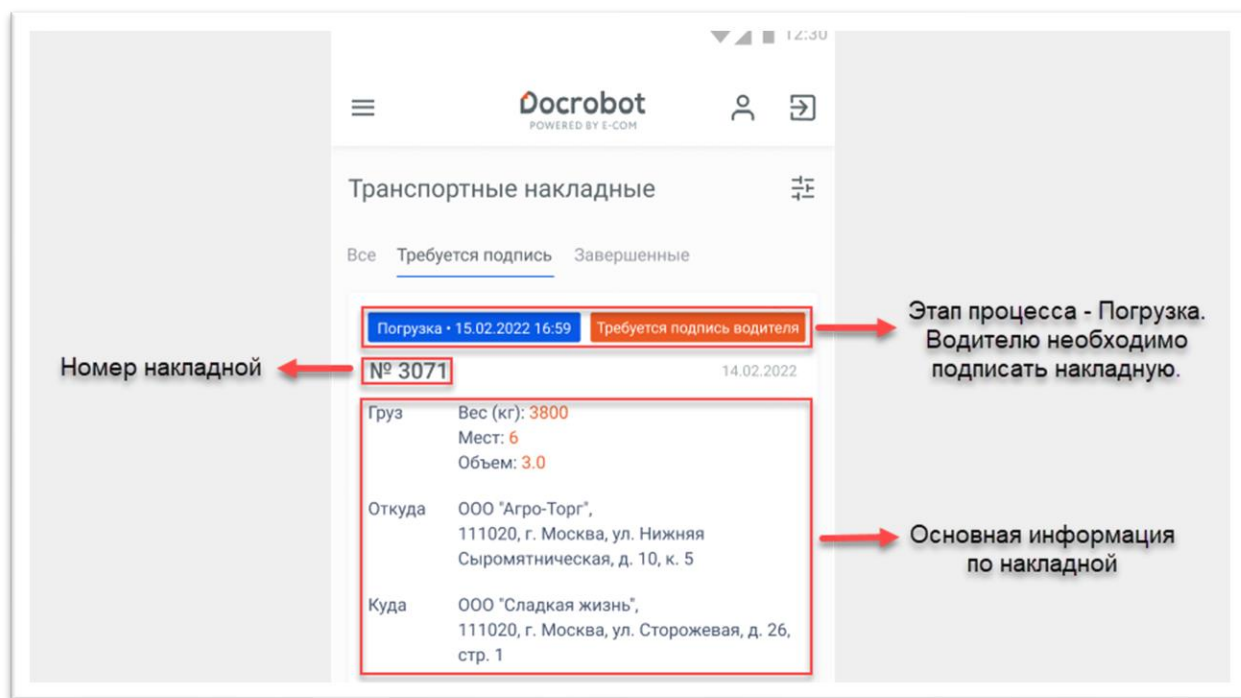 12:30
Docrobot
POWERED BY E-COM
Транспортные накладные
Все Требуется подпись Завершенные
Погрузка • 15.02.2022 16:59 Требуется подпись водителя
Этап процесса - Погрузка.
Водителю необходимо
подписать накладную.
Номер накладной
№ 3071 14.02.2022
Груз Вес (кг): 3800
Мест: 6
Объем: 3.0
Откуда ООО "Агро-Торг",
111020, г. Москва, ул. Нижняя
Сыромятническая, д. 10, к. 5
Основная информация
по накладной
Куда ООО "Сладкая жизнь",
111020, г. Москва, ул. Сторожевая, д. 26,
стр. 1